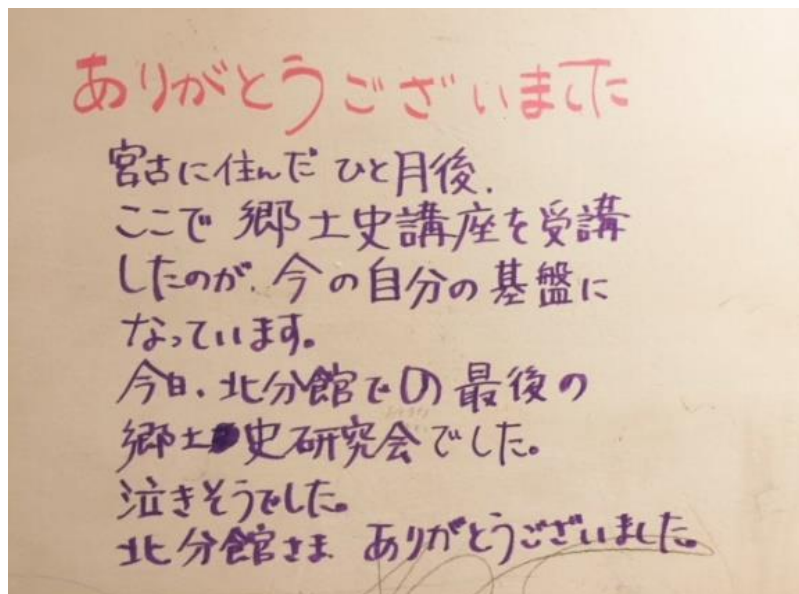 ありがとうございました
宮古に住んだ ひと月後、
ここで 郷土史講座を受講
したのが、今の自分の基盤に
なっています。
今日、北分館での最後の
郷土史研究会でした。
泣きそうでした。
北分館さま ありがとうございました。